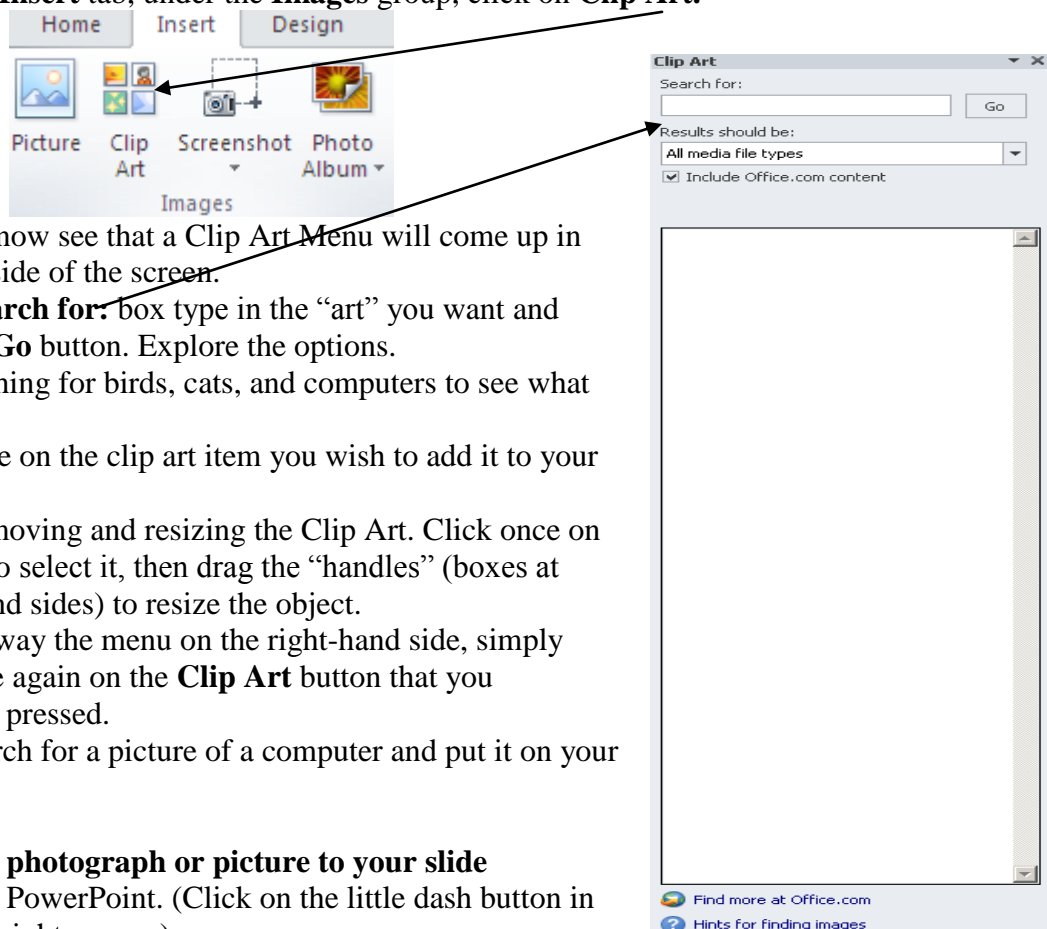 Insert tab, under the Images group, click on Clip Art.
Home Insert Design
Picture Clip Art Screenshot Photo Album
Images
now see that a Clip Art Menu will come up in
side of the screen.
arch for: box type in the “art” you want and
Go button. Explore the options.
hing for birds, cats, and computers to see what
e on the clip art item you wish to add it to your
moving and resizing the Clip Art. Click once on
o select it, then drag the “handles” (boxes at
nd sides) to resize the object.
way the menu on the right-hand side, simply
e again on the Clip Art button that you
pressed.
rch for a picture of a computer and put it on your
photograph or picture to your slide
PowerPoint. (Click on the little dash button in
Clip Art
Search for:
Go
Results should be:
All media file types
Include Office.com content
Find more at Office.com
Hints for finding images